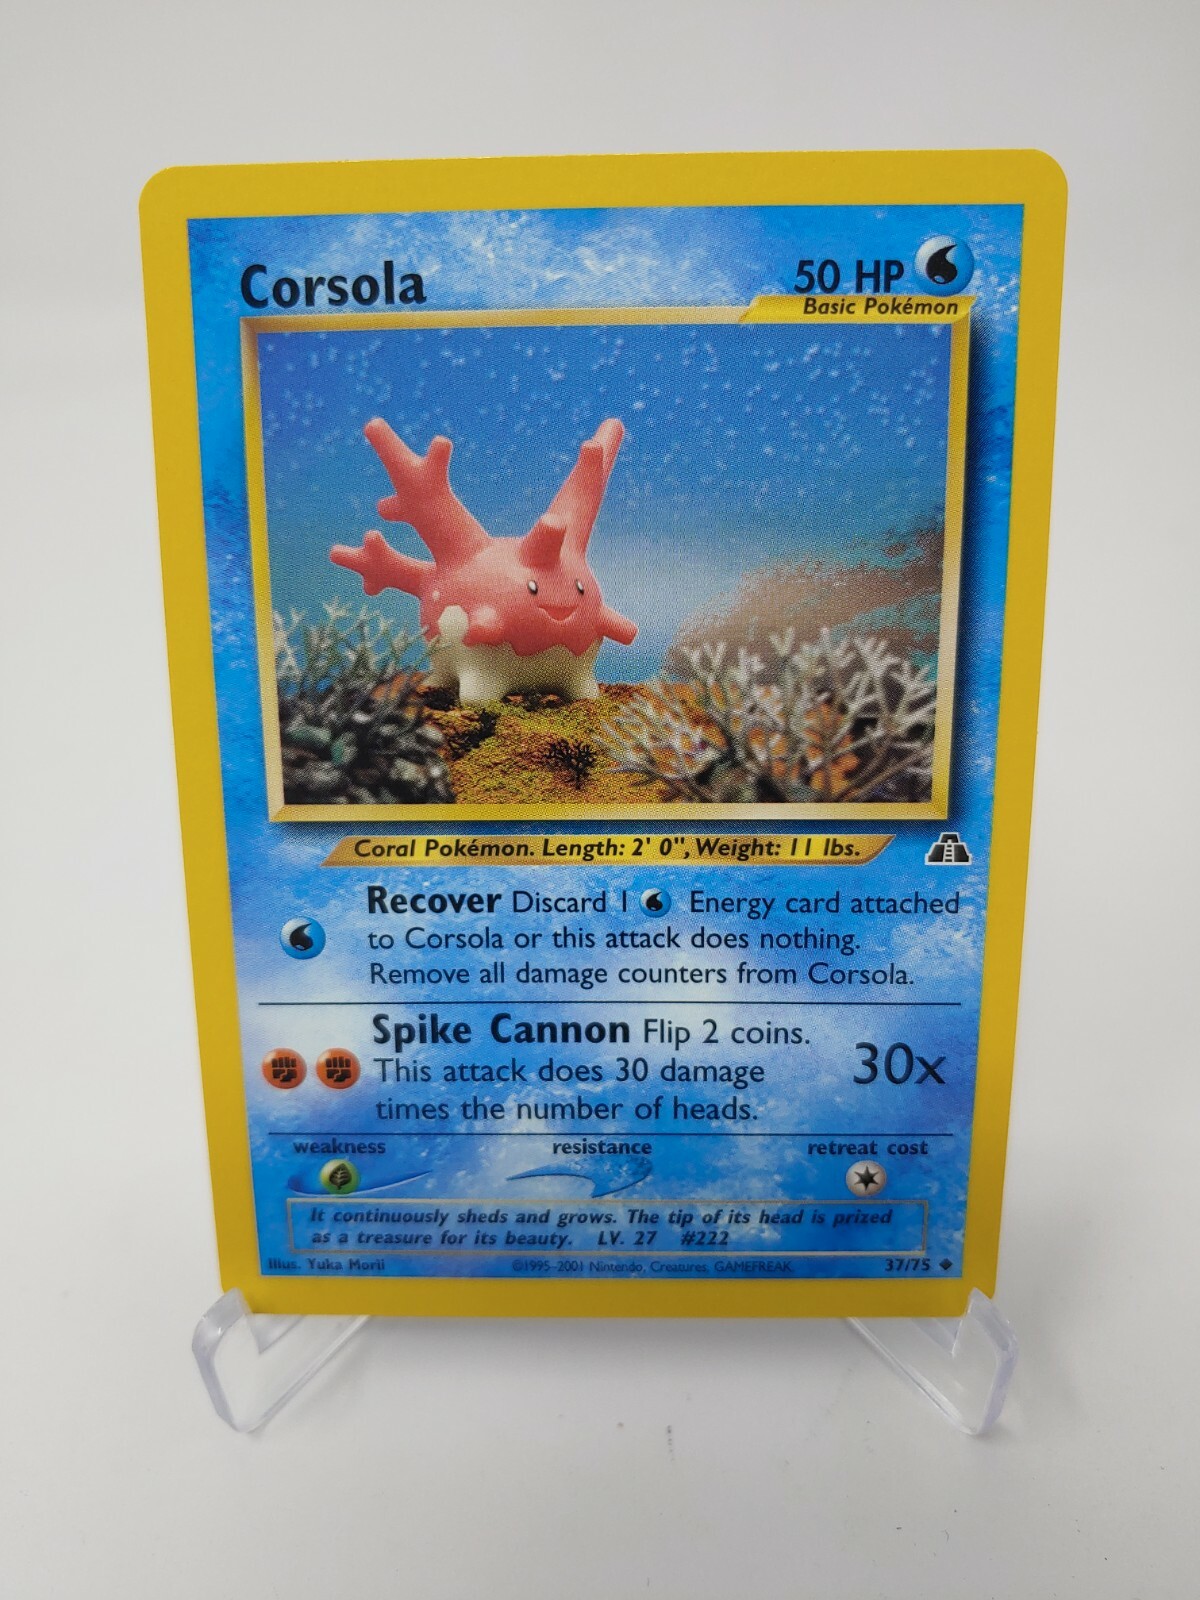 Corsola
50 HP
Basic Pokémon
Coral Pokémon. Length: 2' 0", Weight: 11 lbs.
Recover Discard 1 Energy card attached
to Corsola or this attack does nothing.
Remove all damage counters from Corsola.
Spike Cannon Flip 2 coins.
This attack does 30 damage
times the number of heads.
30x
weakness resistance retreat cost
It continuously sheds and grows. The tip of its head is prized
as a treasure for its beauty. LV. 27 #222
Illus. Yuka Morii ©1995-2001 Nintendo, Creatures, GAMEFREAK. 37/75